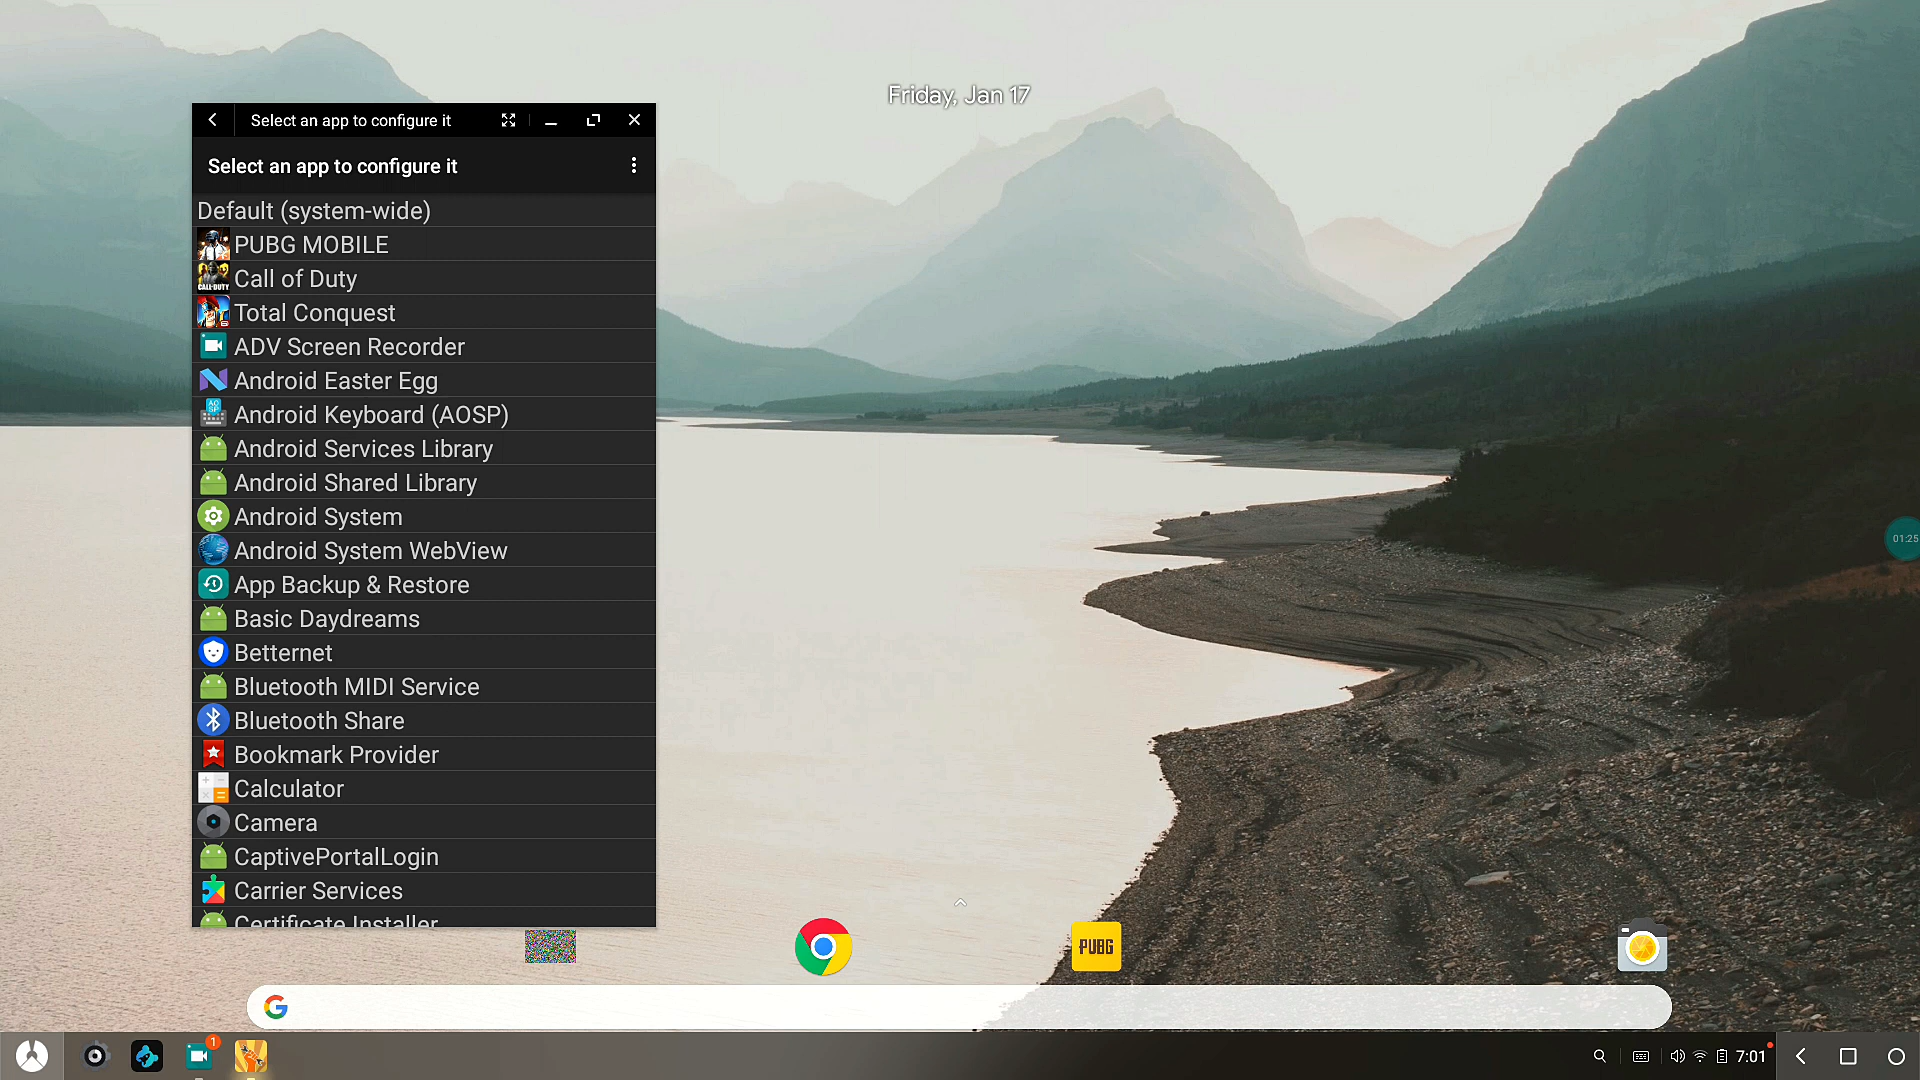 Friday, Jan 17
Select an app to configure it
Select an app to configure it
Default (system-wide)
PUBG MOBILE
Call of Duty
Total Conquest
ADV Screen Recorder
Android Easter Egg
Android Keyboard (AOSP)
Android Services Library
Android Shared Library
Android System
Android System WebView
App Backup & Restore
Basic Daydreams
Betternet
Bluetooth MIDI Service
Bluetooth Share
Bookmark Provider
Calculator
Camera
CaptivePortalLogin
Carrier Services
Certificate Installer
01:25
PUBG
1
7:01